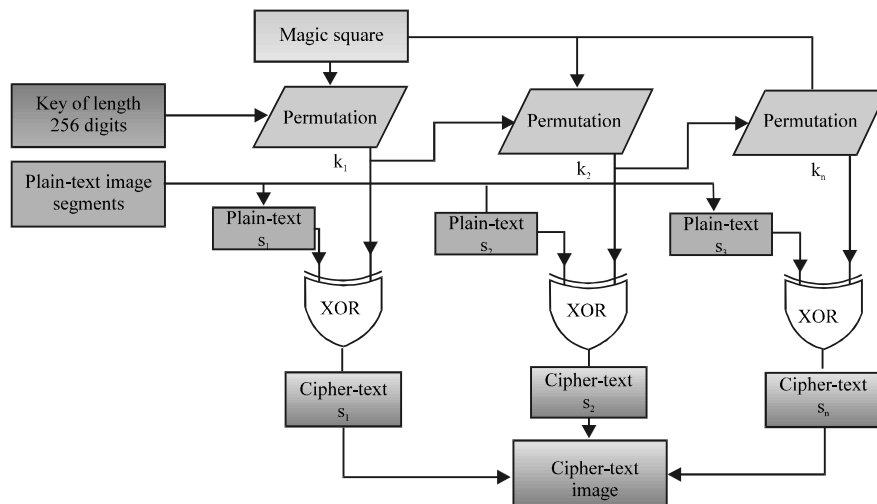 Magic square
Key of length
256 digits
Permutation
Permutation
Permutation
k₁
k₂
kₙ
Plain-text image
segments
Plain-text
s₁
Plain-text
s₂
Plain-text
s₃
XOR
XOR
XOR
Cipher-text
s₁
Cipher-text
s₂
Cipher-text
sₙ
Cipher-text
image